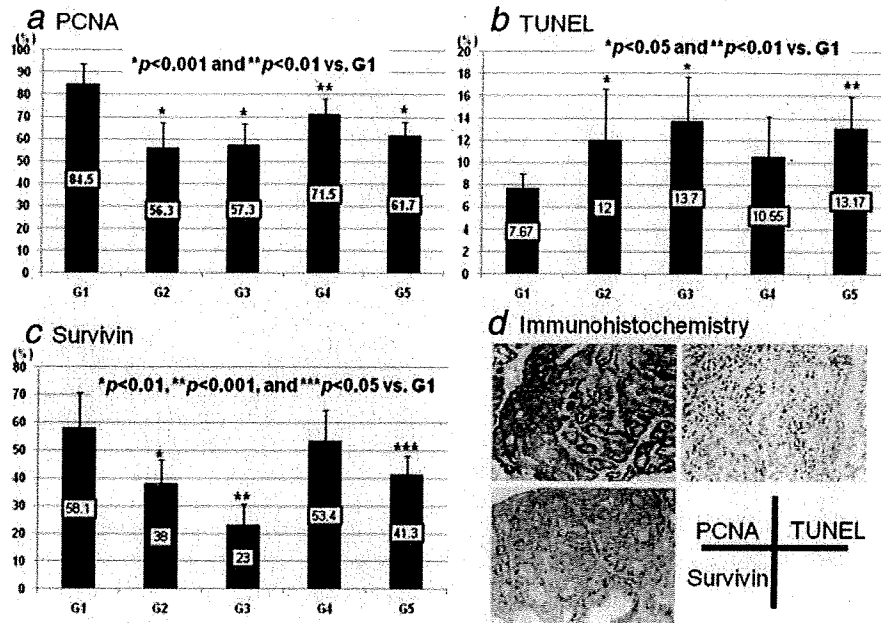 a PCNA
(%)
*p<0.001 and **p<0.01 vs. G1
100
90
80
70
60
50
40
30
20
10
0
* * ** *
84.5 56.3 57.3 71.5 61.7
G1 G2 G3 G4 G5
b TUNEL
(%)
*p<0.05 and **p<0.01 vs. G1
20
18
16
14
12
10
8
6
4
2
0
* * **
7.67 12 13.7 10.55 13.17
G1 G2 G3 G4 G5
c Survivin
(%)
*p<0.01, **p<0.001, and ***p<0.05 vs. G1
80
70
60
50
40
30
20
10
0
* ** ***
58.1 38 23 53.4 41.3
G1 G2 G3 G4 G5
d Immunohistochemistry
PCNA TUNEL
Survivin